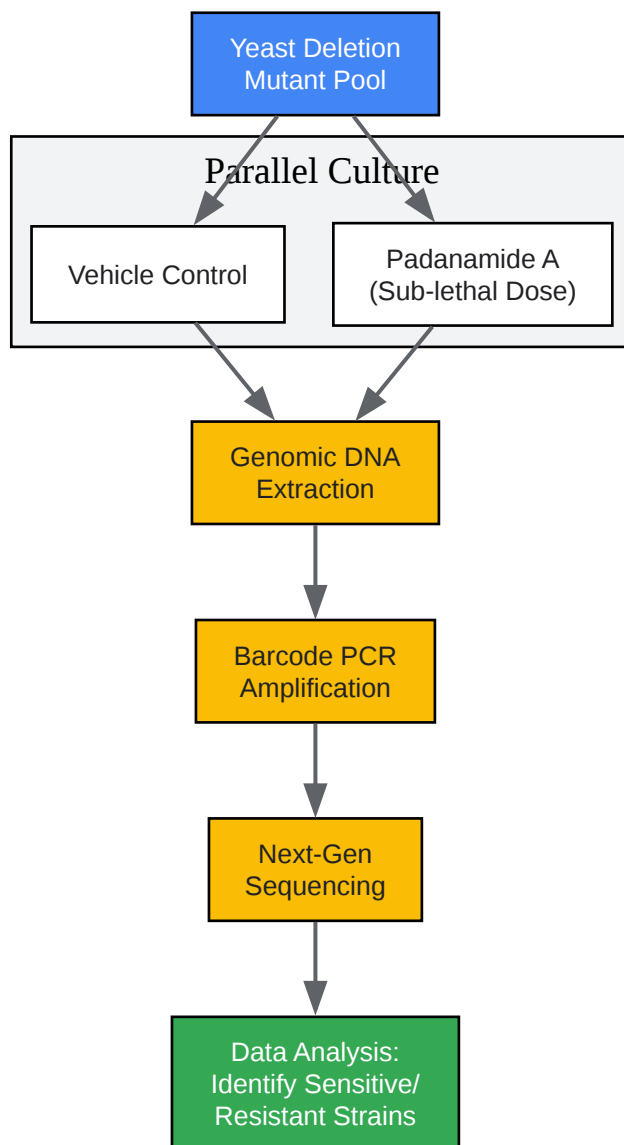 Yeast Deletion
Mutant Pool
Parallel Culture
Vehicle Control
Padanamide A
(Sub-lethal Dose)
Genomic DNA
Extraction
Barcode PCR
Amplification
Next-Gen
Sequencing
Data Analysis:
Identify Sensitive/
Resistant Strains